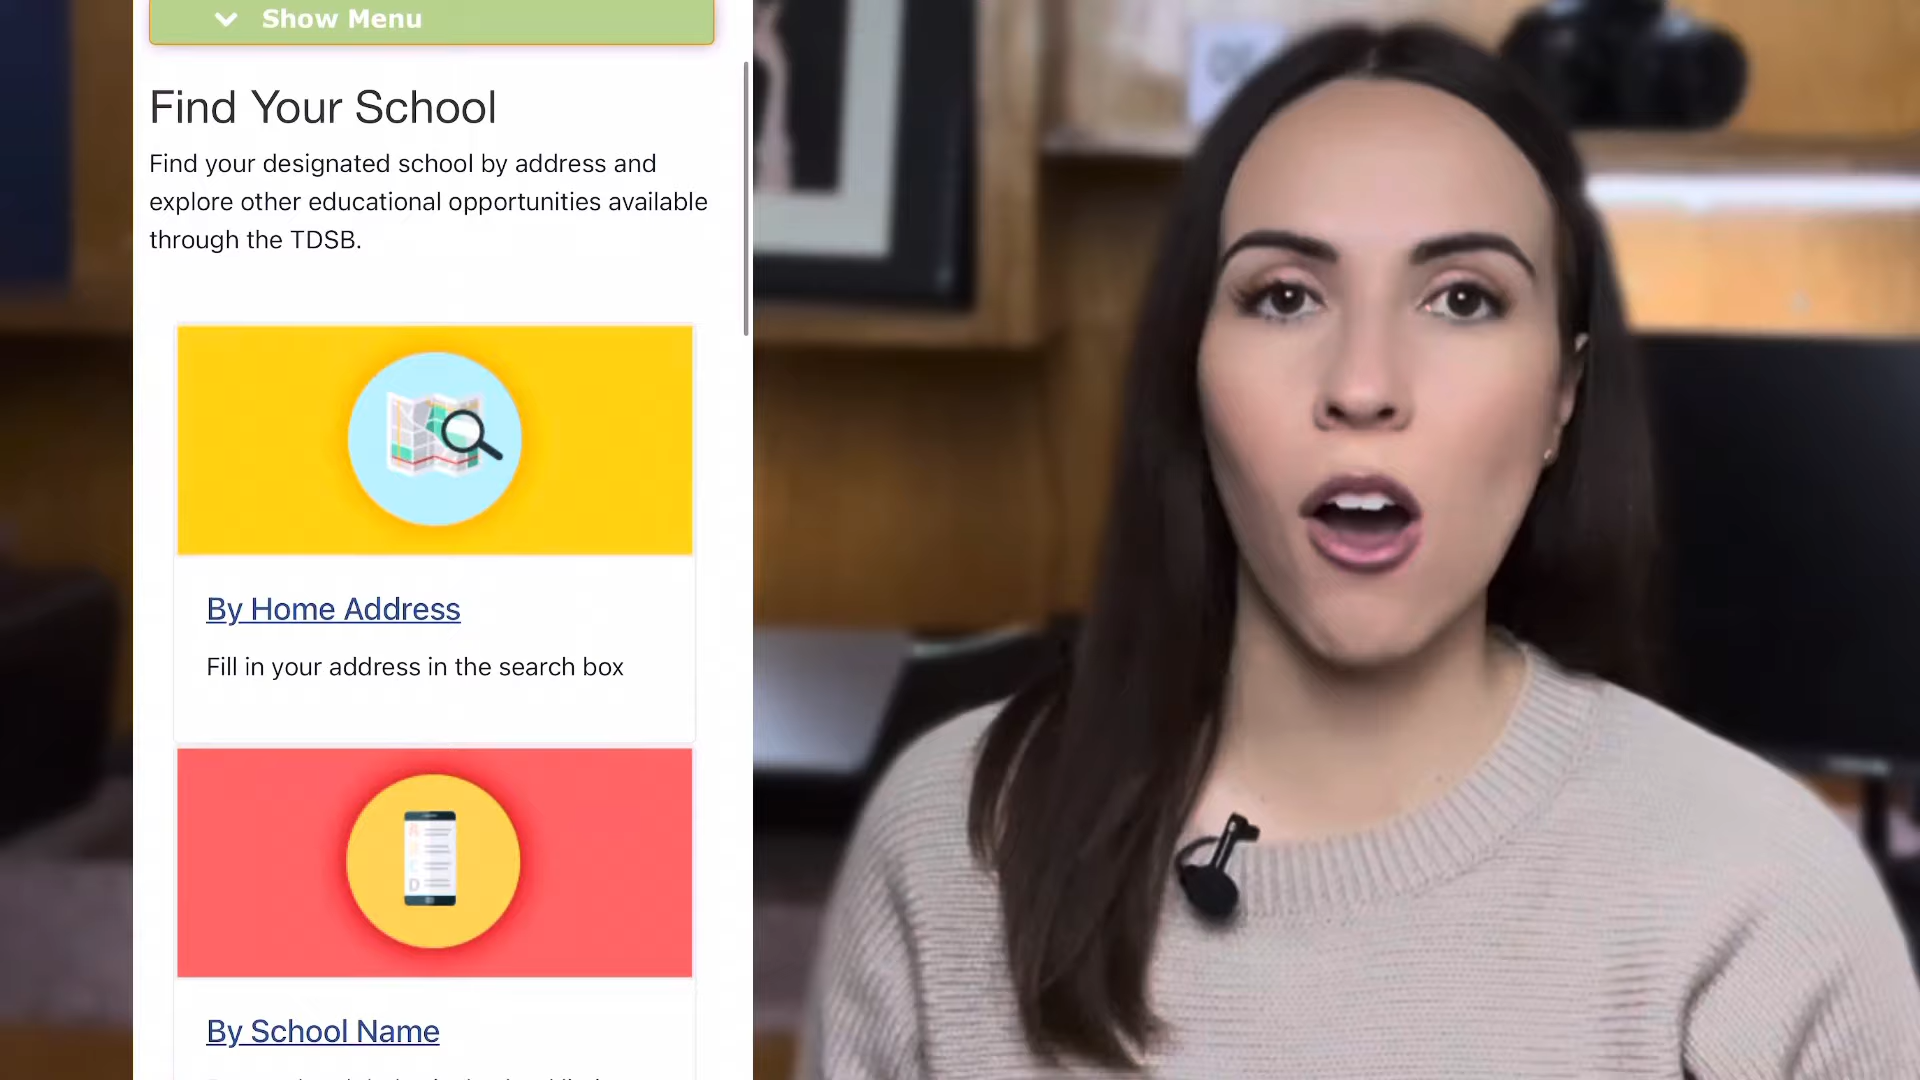 Show Menu
Find Your School
Find your designated school by address and
explore other educational opportunities available
through the TDSB.
By Home Address
Fill in your address in the search box
By School Name